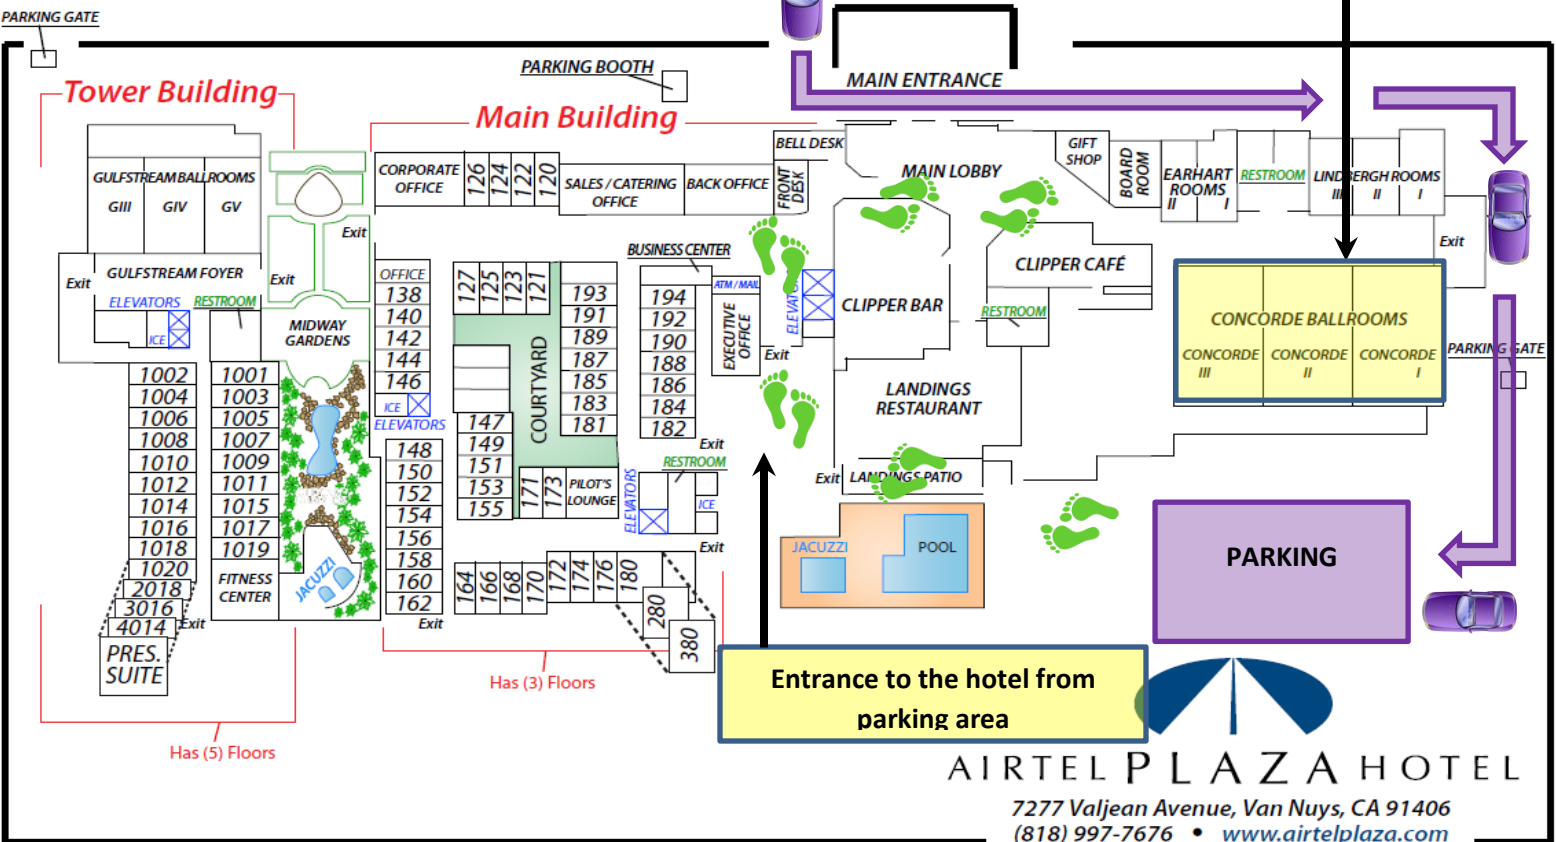 PARKING GATE
Tower Building
PARKING BOOTH
Main Building
MAIN ENTRANCE
GULFSTREAM BALLROOMS
GIII
GIV
GV
Exit
GULFSTREAM FOYER
Exit
Exit
ELEVATORS
RESTROOM
ICE
MIDWAY
GARDENS
1002
1004
1006
1008
1010
1012
1014
1016
1018
1020
2018
3016
4014
Exit
PRES.
SUITE
1001
1003
1005
1007
1009
1011
1015
1017
1019
FITNESS
CENTER
JACUZZI
Has (5) Floors
CORPORATE
OFFICE
126
124
122
120
SALES / CATERING
OFFICE
BACK OFFICE
FRONT
DESK
BELL DESK
MAIN LOBBY
GIFT
SHOP
BOARD
ROOM
EARHART
ROOMS
II
I
RESTROOM
LINDBERGH ROOMS
III
II
I
Exit
OFFICE
138
140
142
144
146
ICE
ELEVATORS
148
150
152
154
156
158
160
162
Exit
127
125
123
121
COURTYARD
147
149
151
153
155
193
191
189
187
185
183
181
171
173
PILOT'S
LOUNGE
164
166
168
170
172
174
176
180
280
380
Has (3) Floors
BUSINESS CENTER
194
192
190
188
186
184
182
Exit
ATM / MAIL
EXECUTIVE
OFFICE
ELEVATORS
Exit
RESTROOM
ELEVATORS
ICE
Exit
CLIPPER BAR
CLIPPER CAFÉ
RESTROOM
LANDINGS
RESTAURANT
Exit
LANDINGS PATIO
JACUZZI
POOL
CONCORDE BALLROOMS
CONCORDE
III
CONCORDE
II
CONCORDE
I
PARKING GATE
PARKING
Entrance to the hotel from
parking area
AIRTEL PLAZA HOTEL
7277 Valjean Avenue, Van Nuys, CA 91406
(818) 997-7676 • www.airtelplaza.com